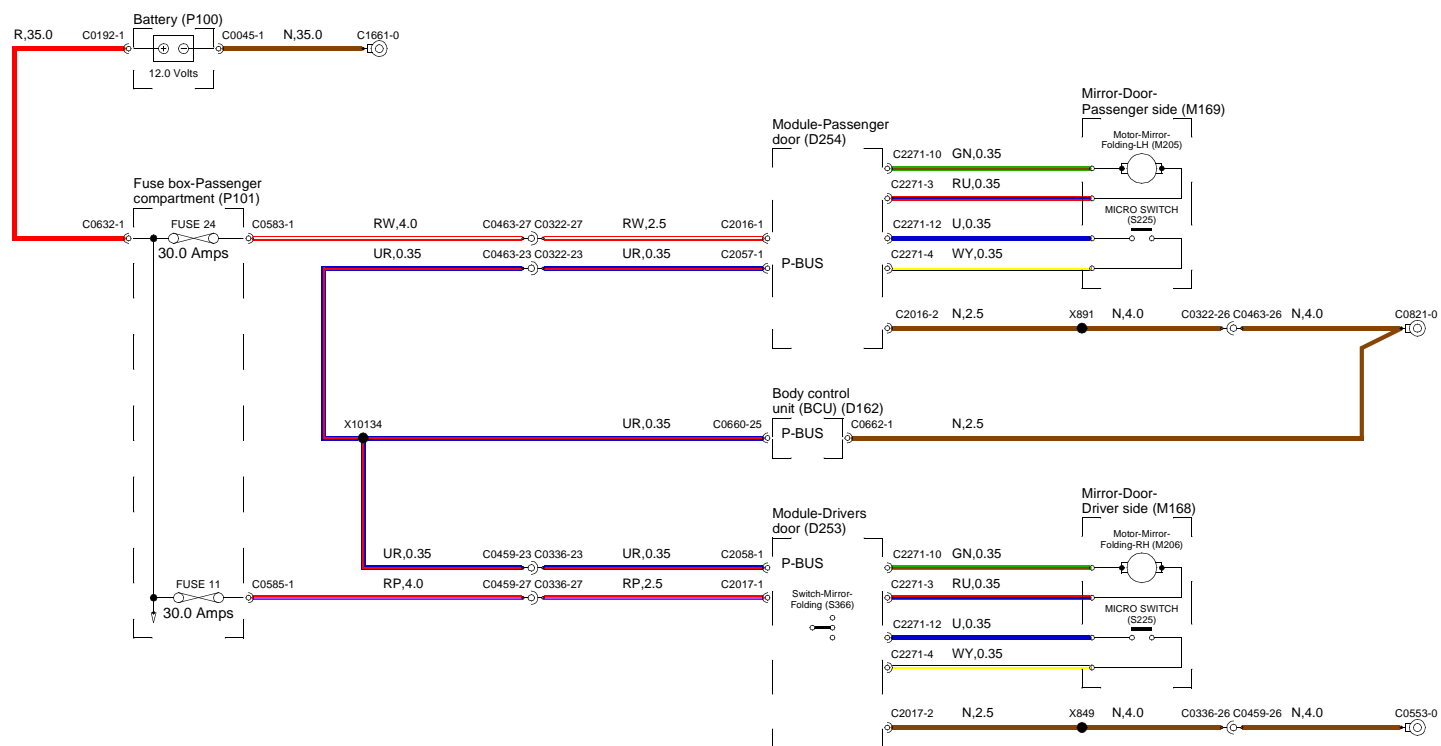 Battery (P100)
R,35.0 C0192-1 C0045-1 N,35.0 C1661-0
12.0 Volts
Mirror-Door-
Passenger side (M169)
Module-Passenger
door (D254)
Motor-Mirror-
Folding-LH (M205)
C2271-10 GN,0.35
C2271-3 RU,0.35
Fuse box-Passenger
compartment (P101)
MICRO SWITCH
(S225)
C0632-1 FUSE 24 C0583-1 RW,4.0 C0463-27 C0322-27 RW,2.5 C2016-1 C2271-12 U,0.35
30.0 Amps
UR,0.35 C0463-23 C0322-23 UR,0.35 C2057-1 P-BUS C2271-4 WY,0.35
C2016-2 N,2.5 X891 N,4.0 C0322-26 C0463-26 N,4.0 C0821-0
Body control
unit (BCU) (D162)
X10134 UR,0.35 C0660-25 P-BUS C0662-1 N,2.5
Mirror-Door-
Driver side (M168)
Module-Drivers
door (D253)
Motor-Mirror-
Folding-RH (M206)
UR,0.35 C0459-23 C0336-23 UR,0.35 C2058-1 P-BUS C2271-10 GN,0.35
FUSE 11 C0585-1 RP,4.0 C0459-27 C0336-27 RP,2.5 C2017-1 C2271-3 RU,0.35
30.0 Amps
Switch-Mirror-
Folding (S366)
MICRO SWITCH
(S225)
C2271-12 U,0.35
C2271-4 WY,0.35
C2017-2 N,2.5 X849 N,4.0 C0336-26 C0459-26 N,4.0 C0553-0